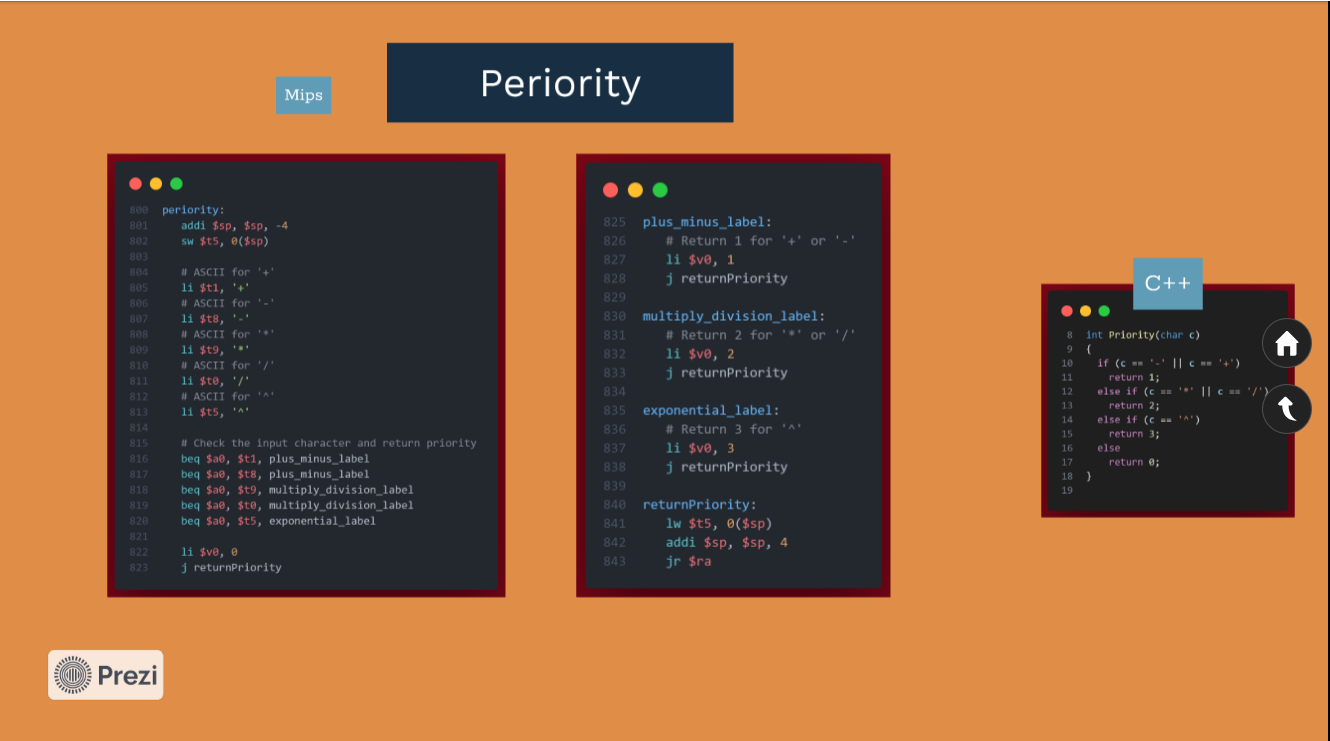 Periority
Mips
800 periority:
801 addi $sp, $sp, -4
802 sw $t5, 0($sp)
803
804 # ASCII for '+'
805 li $t1, '+'
806 # ASCII for '-'
807 li $t8, '-'
808 # ASCII for '*'
809 li $t9, '*'
810 # ASCII for '/'
811 li $t0, '/'
812 # ASCII for '^'
813 li $t5, '^'
814
815 # Check the input character and return priority
816 beq $a0, $t1, plus_minus_label
817 beq $a0, $t8, plus_minus_label
818 beq $a0, $t9, multiply_division_label
819 beq $a0, $t0, multiply_division_label
820 beq $a0, $t5, exponential_label
821
822 li $v0, 0
823 j returnPriority
825 plus_minus_label:
826 # Return 1 for '+' or '-'
827 li $v0, 1
828 j returnPriority
829
830 multiply_division_label:
831 # Return 2 for '*' or '/'
832 li $v0, 2
833 j returnPriority
834
835 exponential_label:
836 # Return 3 for '^'
837 li $v0, 3
838 j returnPriority
839
840 returnPriority:
841 lw $t5, 0($sp)
842 addi $sp, $sp, 4
843 jr $ra
C++
8 int Priority(char c)
9 {
10 if (c == '-' || c == '+')
11 return 1;
12 else if (c == '*' || c == '/')
13 return 2;
14 else if (c == '^')
15 return 3;
16 else
17 return 0;
18 }
19
Prezi